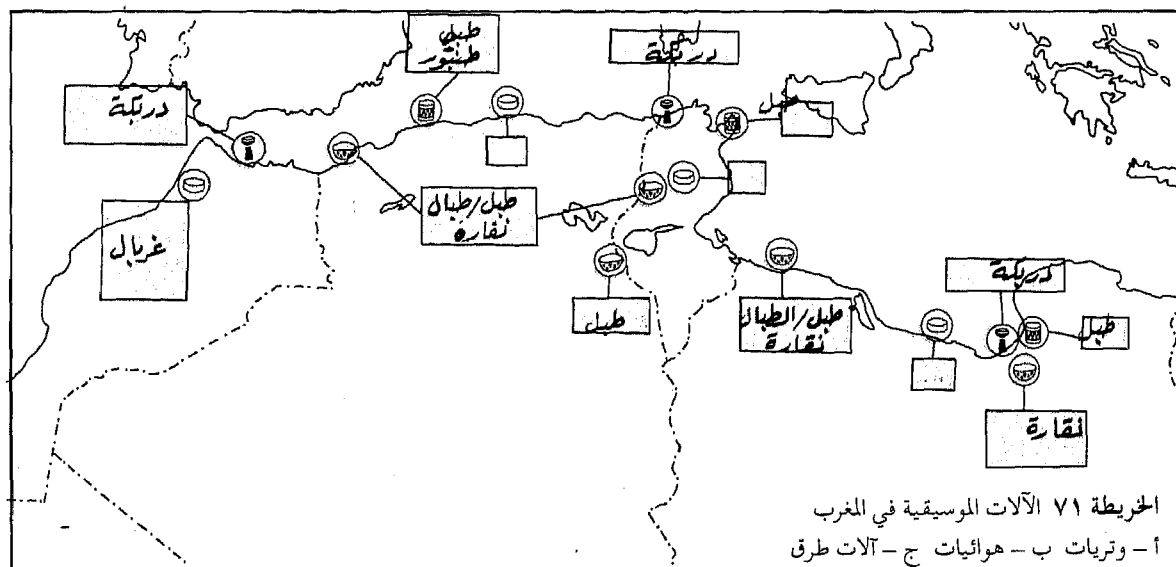 طبل
طنبور
دربكة
دربكة
طبل
غربال
طبل/طبال
نقارة
طبل
طبل/الطبال
نقارة
دربكة
طبل
نقارة
الخريطة ٧١ الآلات الموسيقية في المغرب
أ – وتريات ب – هوائيات ج – آلات طرق